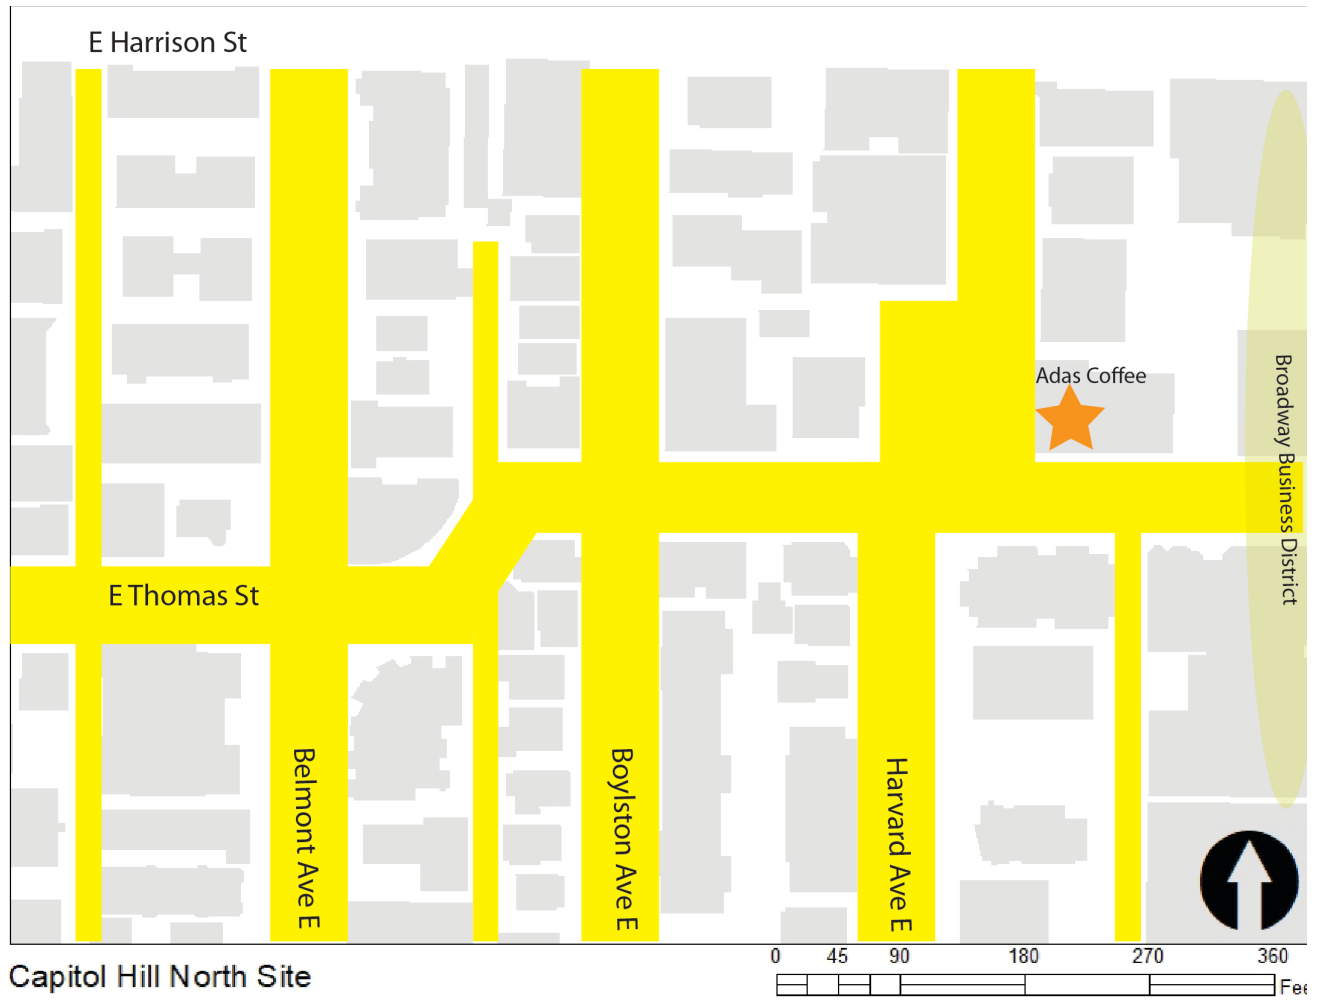 E Harrison St
Adas Coffee
Broadway Business District
E Thomas St
Belmont Ave E
Boylston Ave E
Harvard Ave E
Capitol Hill North Site
0 45 90 180 270 360
Fee